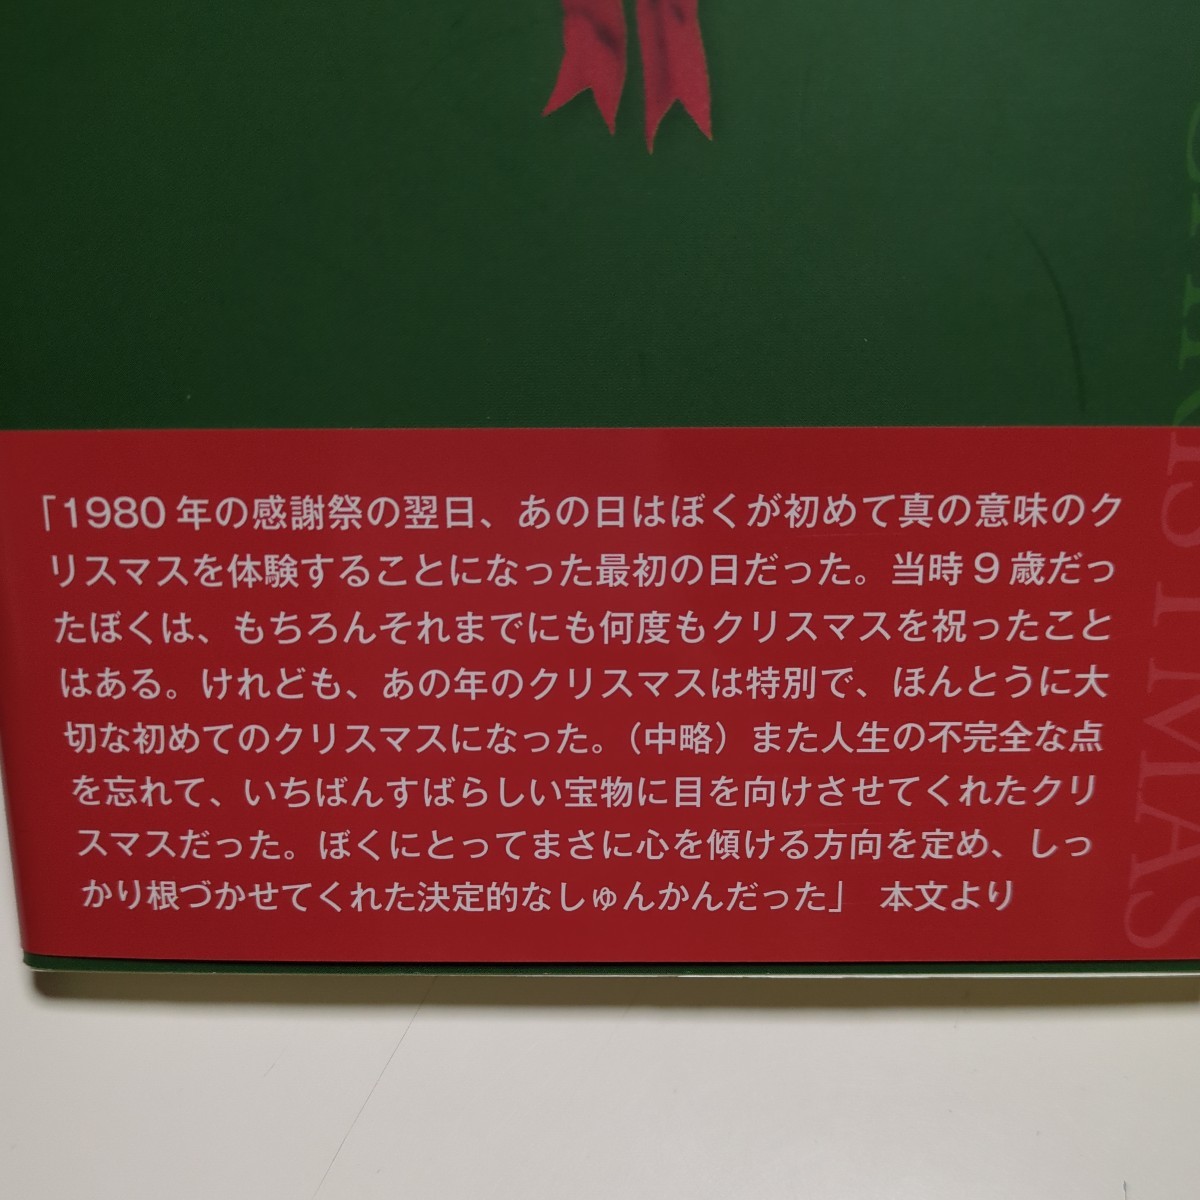 「1980年の感謝祭の翌日、あの日はぼくが初めて真の意味のク
リスマスを体験することになった最初の日だった。当時9歳だっ
たぼくは、もちろんそれまでにも何度もクリスマスを祝ったこと
はある。けれども、あの年のクリスマスは特別で、ほんとうに大
切な初めてのクリスマスになった。（中略）また人生の不完全な点
を忘れて、いちばんすばらしい宝物に目を向けさせてくれたクリ
スマスだった。ぼくにとってまさに心を傾ける方向を定め、しっ
かり根づかせてくれた決定的なしゅんかんだった」 本文より